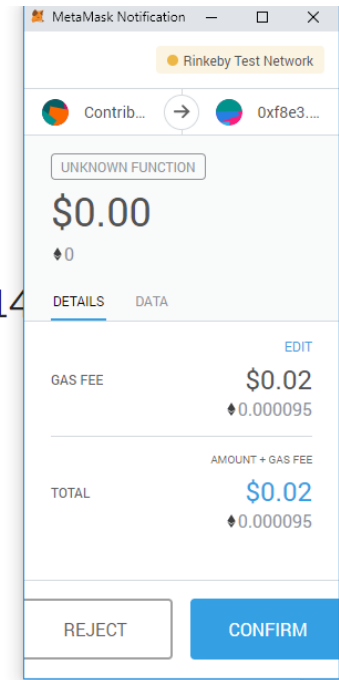 MetaMask Notification
Rinkeby Test Network
Contrib... 0xf8e3....
UNKNOWN FUNCTION
$0.00
0
14
DETAILS DATA
EDIT
GAS FEE $0.02
0.000095
AMOUNT + GAS FEE
TOTAL $0.02
0.000095
REJECT CONFIRM